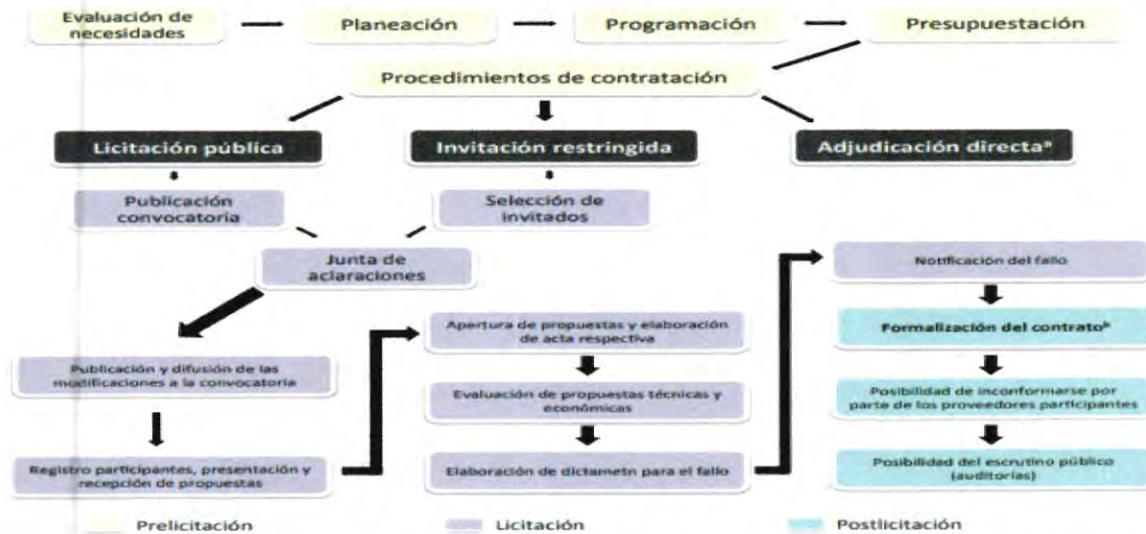 Evaluación de
necesidades
Planeación
Programación
Presupuestación
Procedimientos de contratación
Licitación pública
Invitación restringida
Adjudicación directaª
Publicación
convocatoria
Selección de
invitados
Junta de
aclaraciones
Publicación y difusión de las
modificaciones a la convocatoria
Registro participantes, presentación y
recepción de propuestas
Apertura de propuestas y elaboración
de acta respectiva
Evaluación de propuestas técnicas y
económicas
Elaboración de dictametn para el fallo
Notificación del fallo
Formalización del contratoᵇ
Posibilidad de inconformarse por
parte de los proveedores participantes
Posibilidad del escrutino público
(auditorías)
Prelicitación
Licitación
Postlicitación